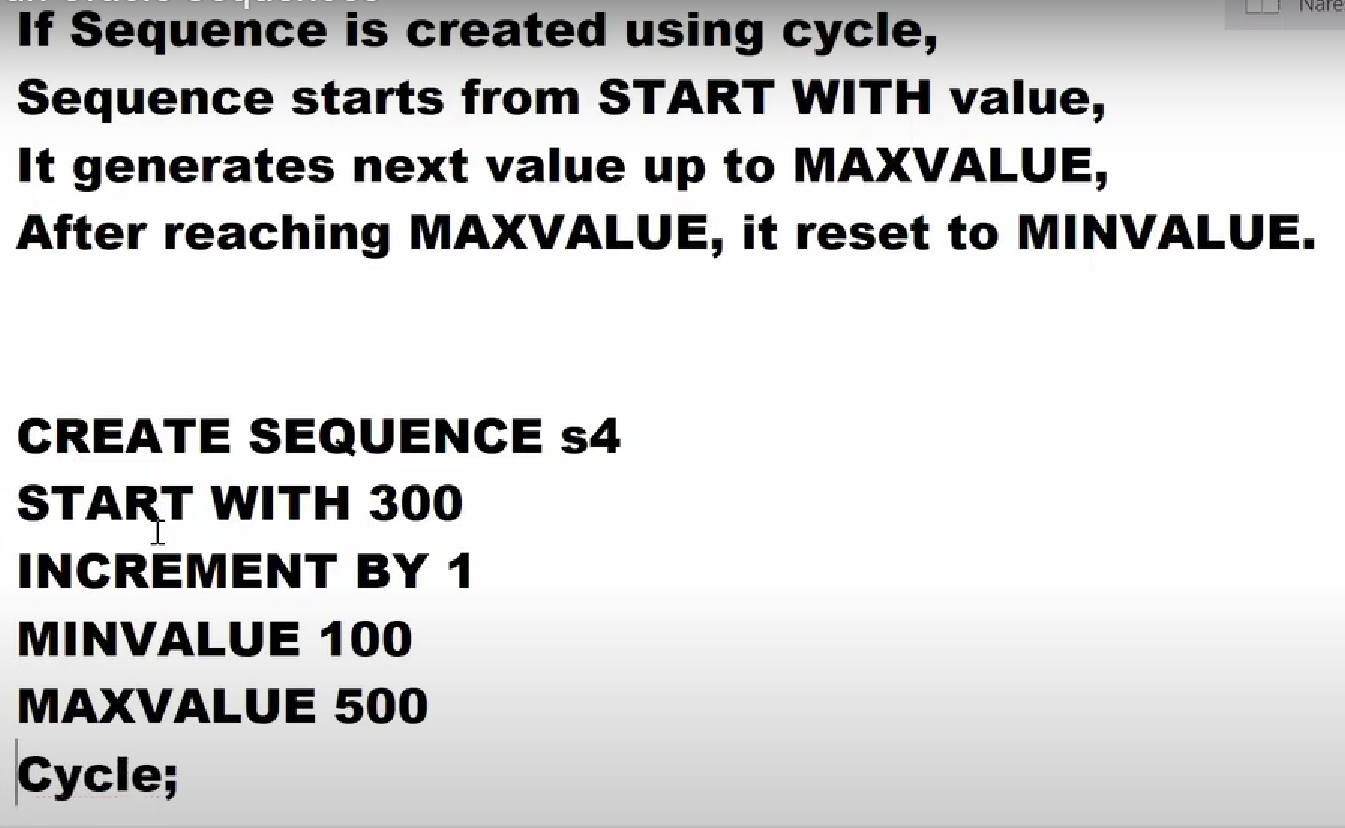 If Sequence is created using cycle,
Sequence starts from START WITH value,
It generates next value up to MAXVALUE,
After reaching MAXVALUE, it reset to MINVALUE.
CREATE SEQUENCE s4
START WITH 300
INCREMENT BY 1
MINVALUE 100
MAXVALUE 500
Cycle;